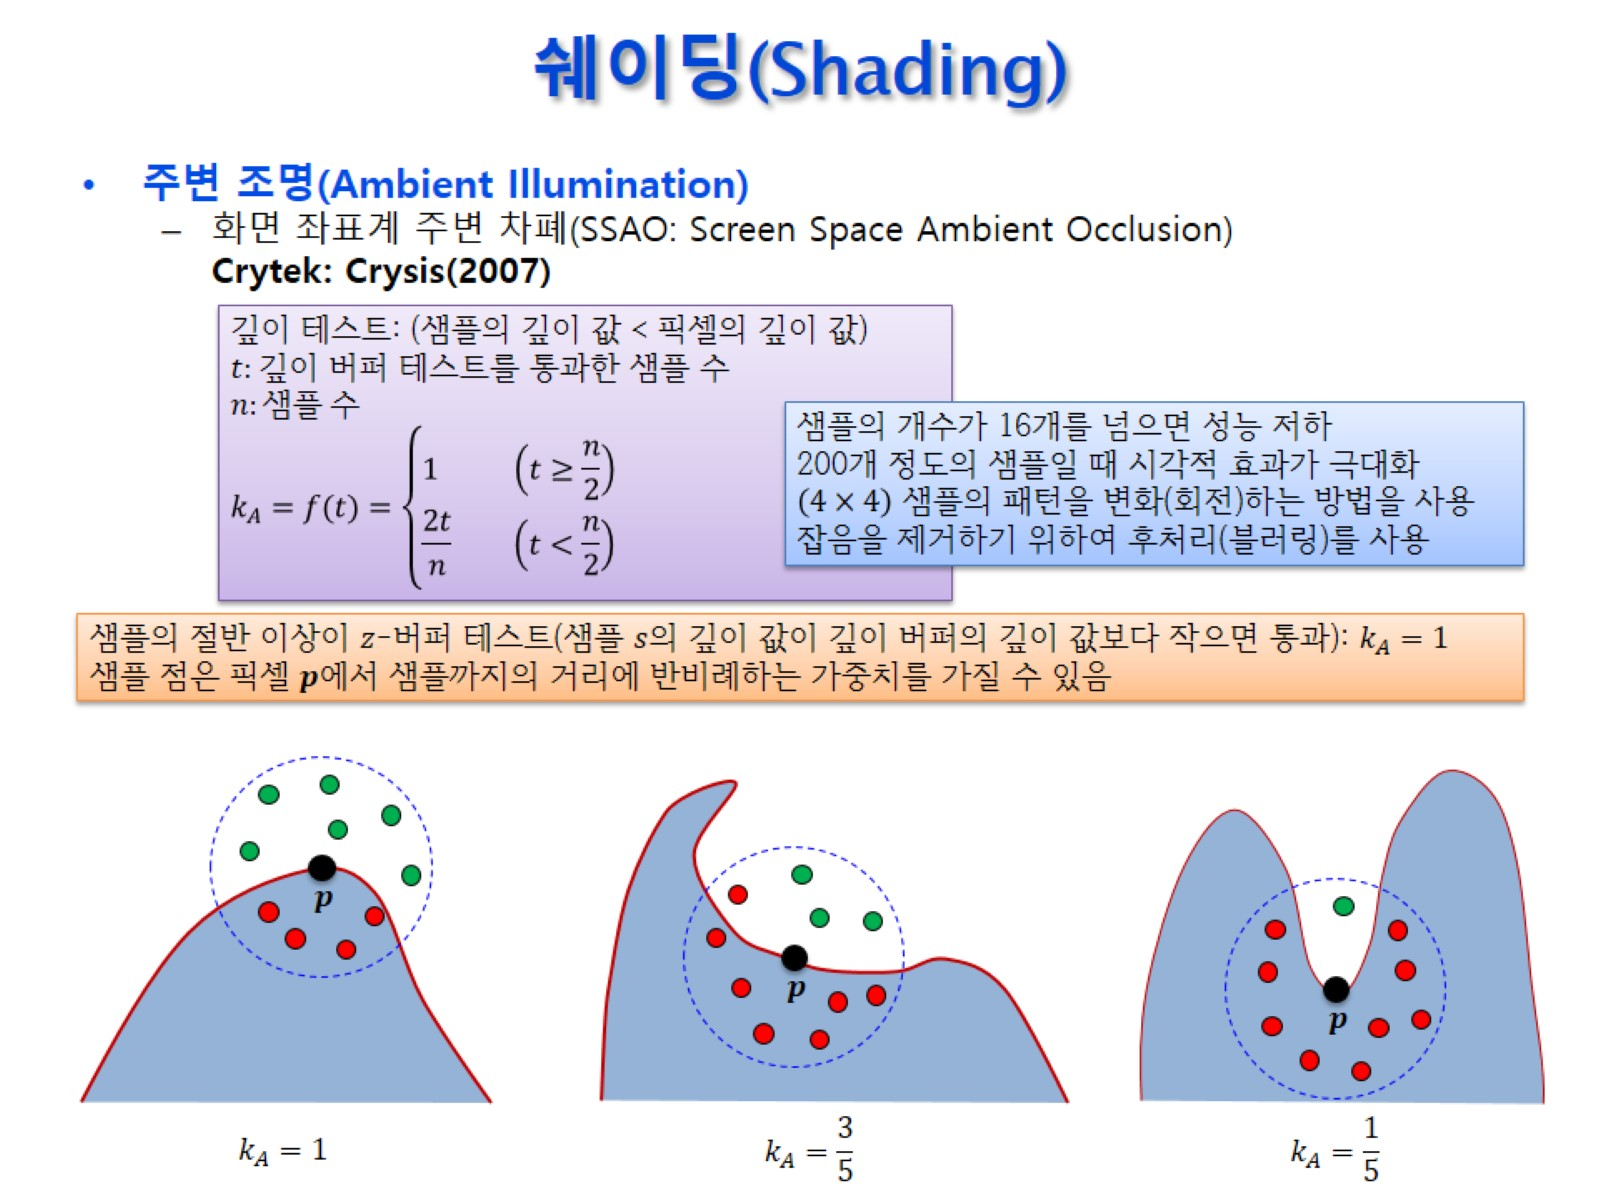 쉐이딩(Shading)
• 주변 조명(Ambient Illumination)
– 화면 좌표계 주변 차폐(SSAO: Screen Space Ambient Occlusion)
Crytek: Crysis(2007)
깊이 테스트: (샘플의 깊이 값 < 픽셀의 깊이 값)
t: 깊이 버퍼 테스트를 통과한 샘플 수
n: 샘플 수
k_A = f(t) = { 1 (t ≥ n/2)
2t/n (t < n/2)
샘플의 개수가 16개를 넘으면 성능 저하
200개 정도의 샘플일 때 시각적 효과가 극대화
(4 × 4) 샘플의 패턴을 변화(회전)하는 방법을 사용
잡음을 제거하기 위하여 후처리(블러링)를 사용
샘플의 절반 이상이 z-버퍼 테스트(샘플 s의 깊이 값이 깊이 버퍼의 깊이 값보다 작으면 통과): k_A = 1
샘플 점은 픽셀 p에서 샘플까지의 거리에 반비례하는 가중치를 가질 수 있음
p
p
p
k_A = 1
k_A = 3/5
k_A = 1/5